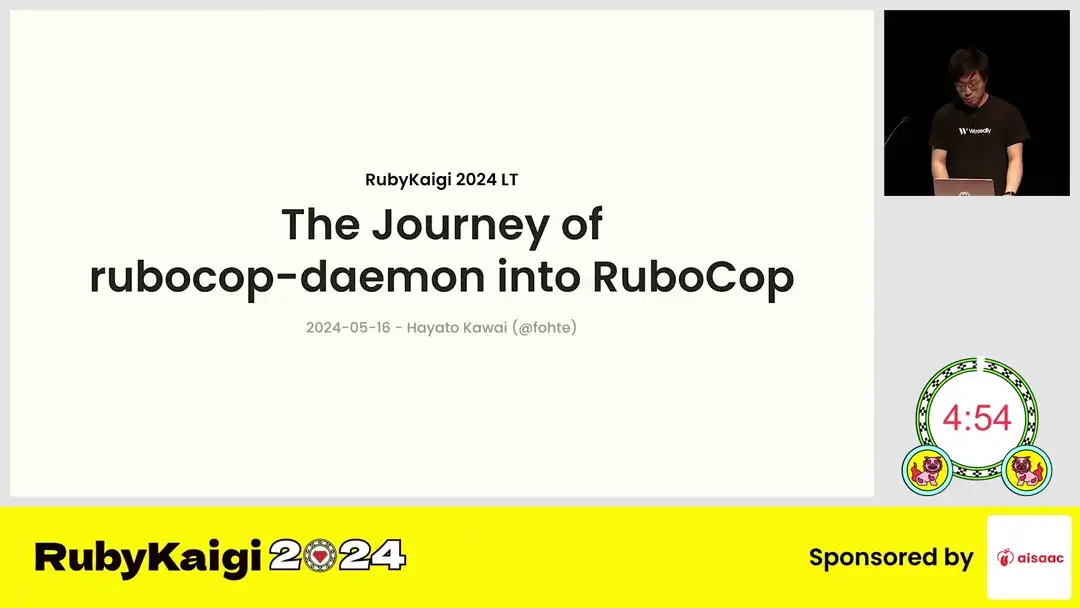 RubyKaigi 2024 LT
The Journey of
rubocop-daemon into RuboCop
2024-05-16 - Hayato Kawai (@fohte)
Wantedly
4:54
RubyKaigi 2024
Sponsored by
aisaac